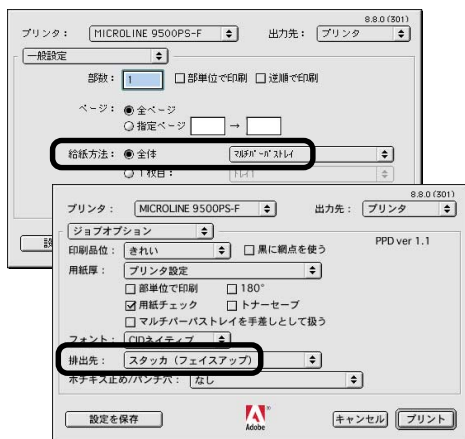 8.8.0 (301)
プリンタ： MICROLINE 9500PS-F 出力先： プリンタ
一般設定
部数： 1 部単位で印刷 逆順で印刷
ページ： 全ページ
指定ページ →
給紙方法： 全体 マルチパーパストレイ
1 枚目： トレイ1
8.8.0 (301)
プリンタ： MICROLINE 9500PS-F 出力先： プリンタ
ジョブオプション
PPD ver 1.1
印刷品位： きれい 黒に網点を使う
用紙厚： プリンタ設定
部単位で印刷 180°
用紙チェック トナーセーブ
マルチパーパストレイを手差しとして扱う
フォント： CIDネイティブ
排出先： スタッカ（フェイスアップ）
ホチキス止め/パンチ穴： なし
設定を保存 Adobe キャンセル プリント